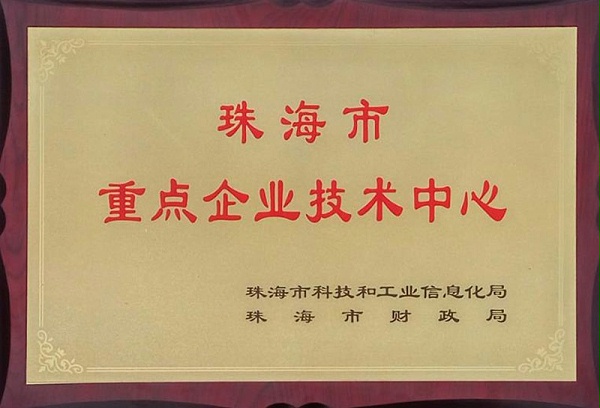 珠海市
重点企业技术中心
珠海市科技和工业信息化局
珠海市财政局